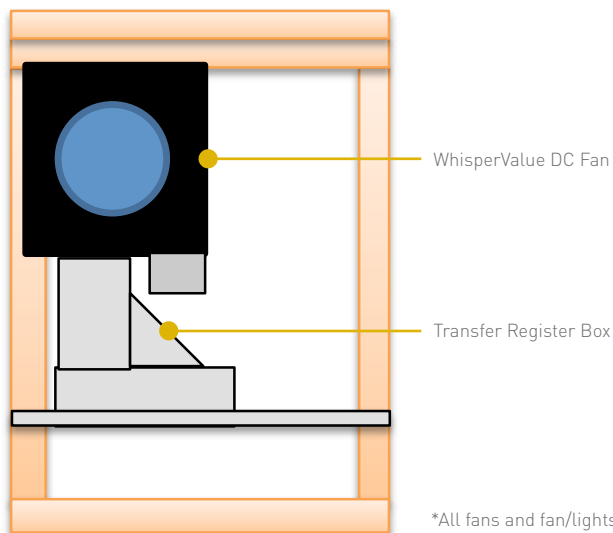 WhisperValue DC Fan
Transfer Register Box
*All fans and fan/lights